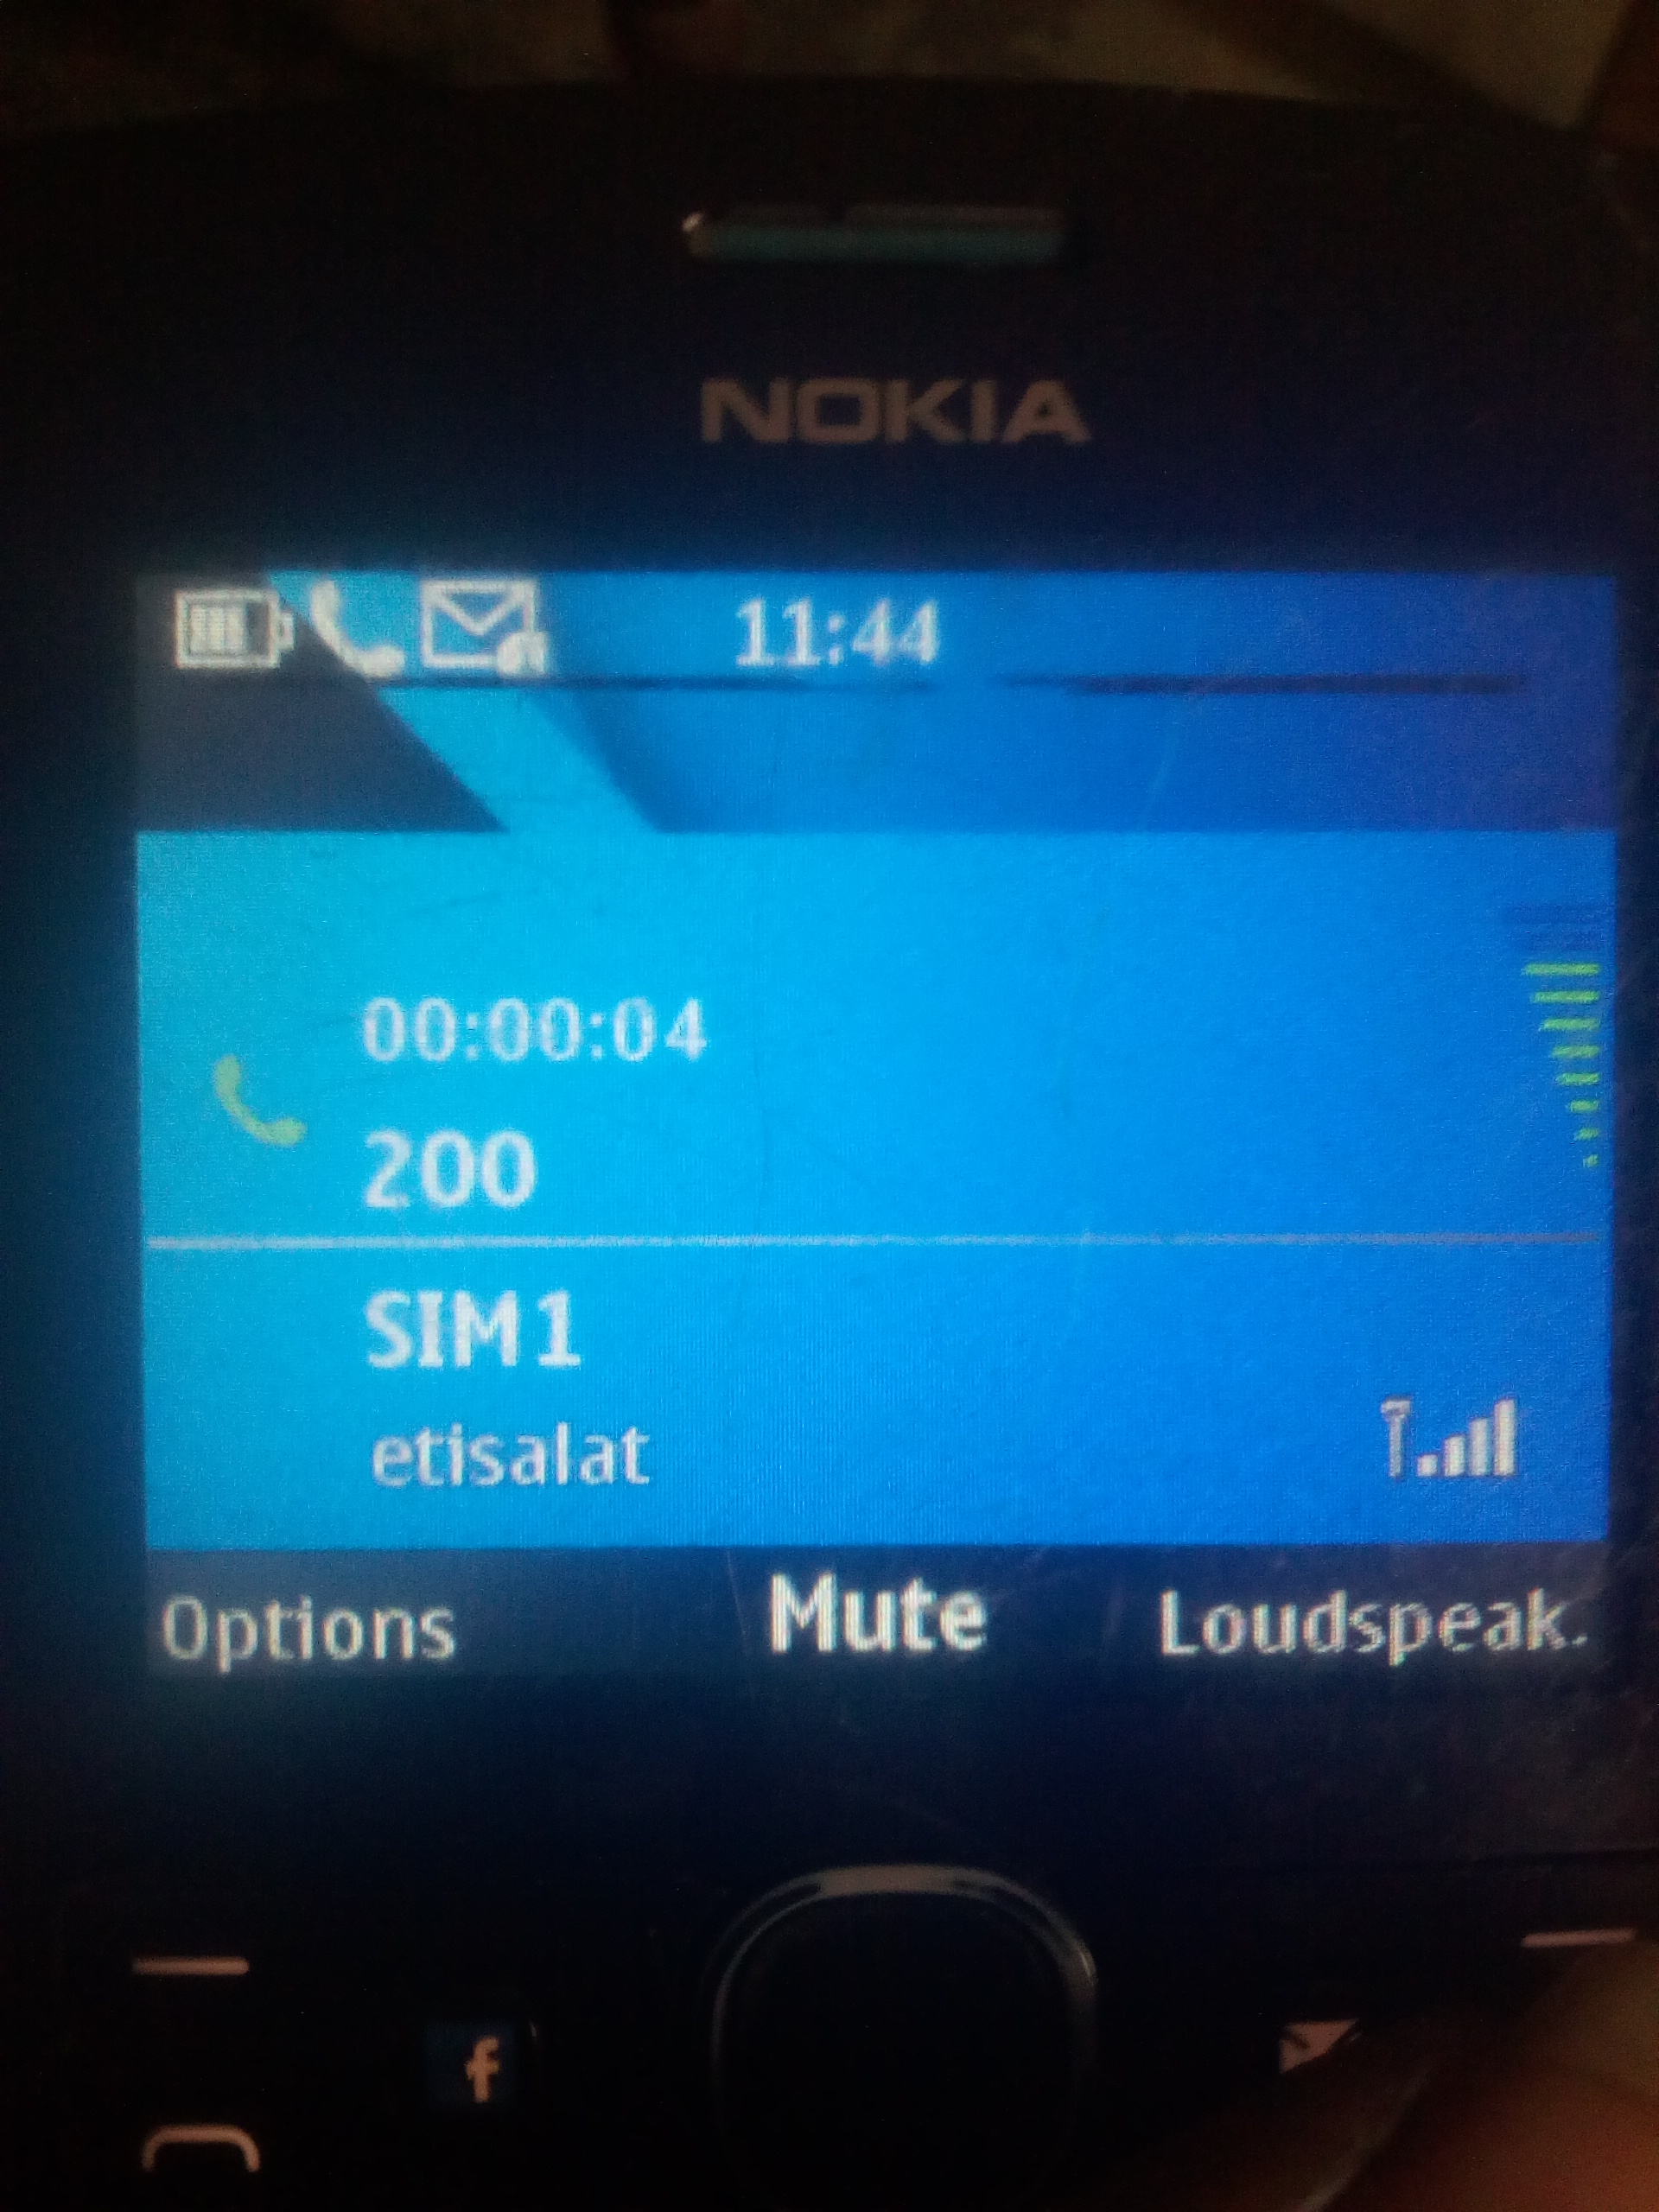 NOKIA
11:44
00:00:04
200
SIM1
etisalat
Options Mute Loudspeak.
f